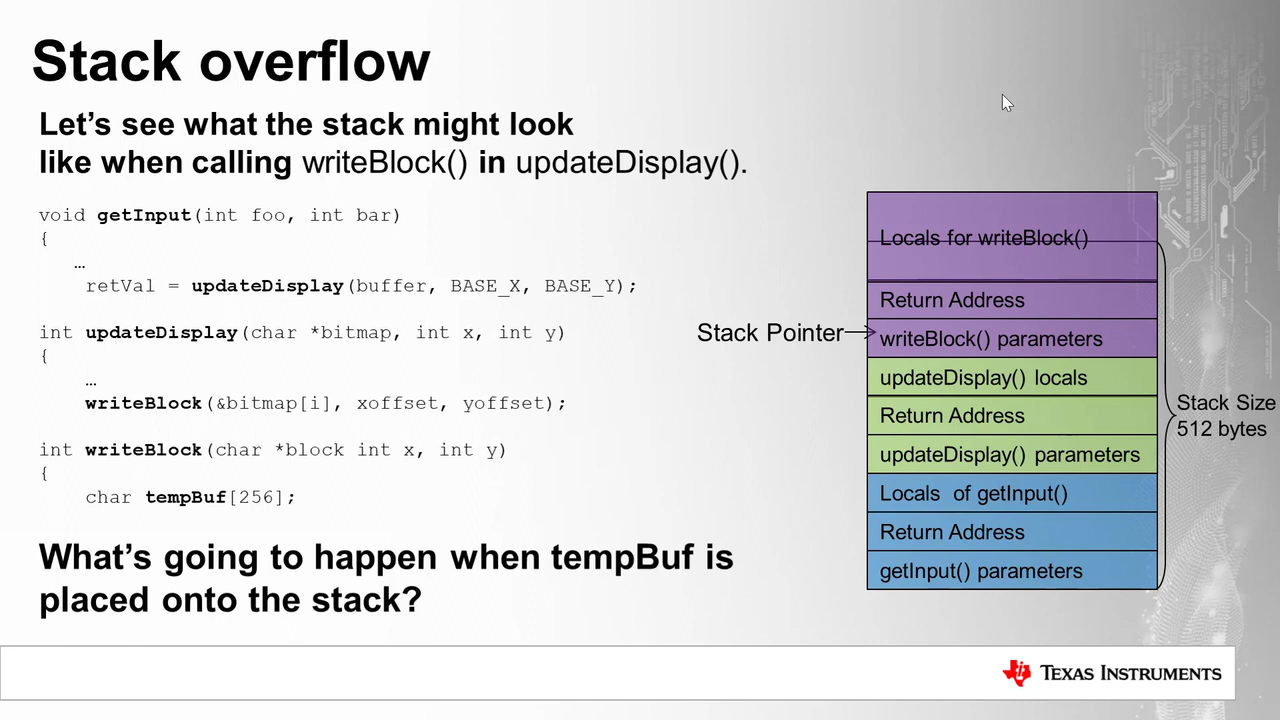 Stack overflow
Let's see what the stack might look
like when calling writeBlock() in updateDisplay().
void getInput(int foo, int bar)
{
…
retVal = updateDisplay(buffer, BASE_X, BASE_Y);
int updateDisplay(char *bitmap, int x, int y)
{
…
writeBlock(&bitmap[i], xoffset, yoffset);
int writeBlock(char *block int x, int y)
{
char tempBuf[256];
What's going to happen when tempBuf is
placed onto the stack?
Locals for writeBlock()
Return Address
Stack Pointer
writeBlock() parameters
updateDisplay() locals
Return Address
updateDisplay() parameters
Locals of getInput()
Return Address
getInput() parameters
Stack Size
512 bytes
TEXAS INSTRUMENTS